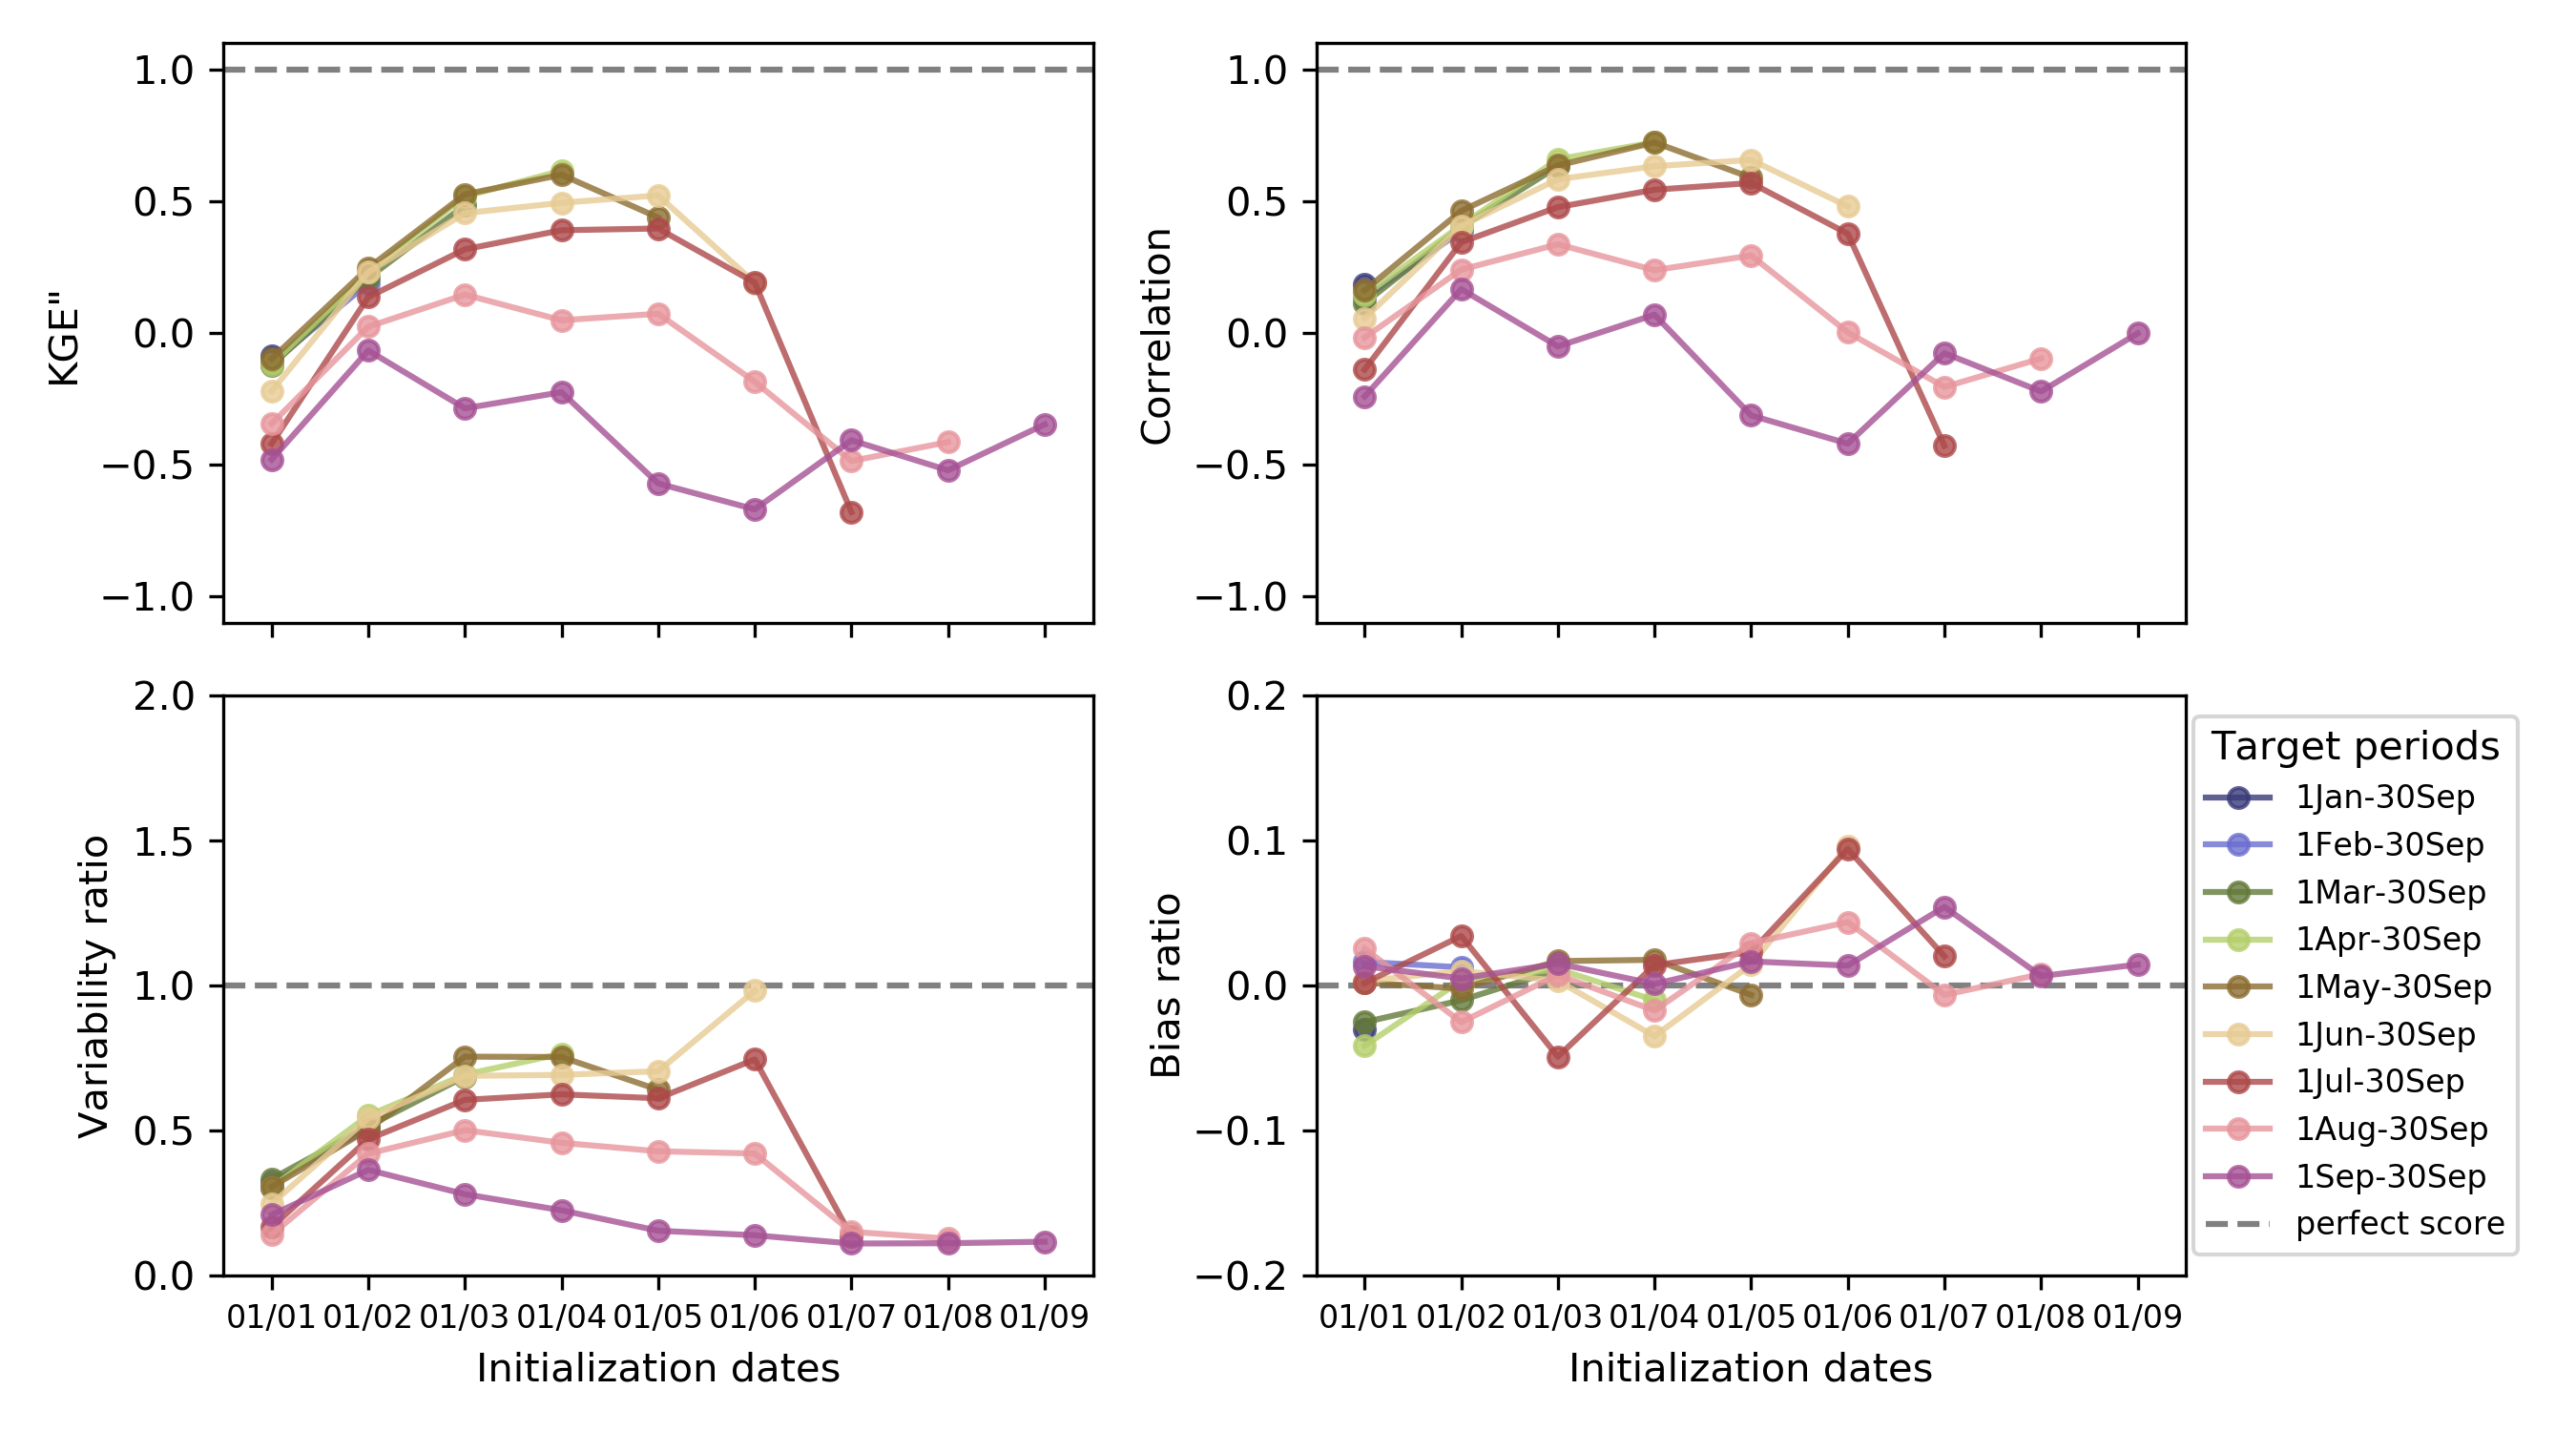 KGE"
1.0
0.5
0.0
−0.5
−1.0
Correlation
1.0
0.5
0.0
−0.5
−1.0
Variability ratio
2.0
1.5
1.0
0.5
0.0
01/01 01/02 01/03 01/04 01/05 01/06 01/07 01/08 01/09
Initialization dates
Bias ratio
0.2
0.1
0.0
−0.1
−0.2
01/01 01/02 01/03 01/04 01/05 01/06 01/07 01/08 01/09
Initialization dates
Target periods
1Jan-30Sep
1Feb-30Sep
1Mar-30Sep
1Apr-30Sep
1May-30Sep
1Jun-30Sep
1Jul-30Sep
1Aug-30Sep
1Sep-30Sep
perfect score